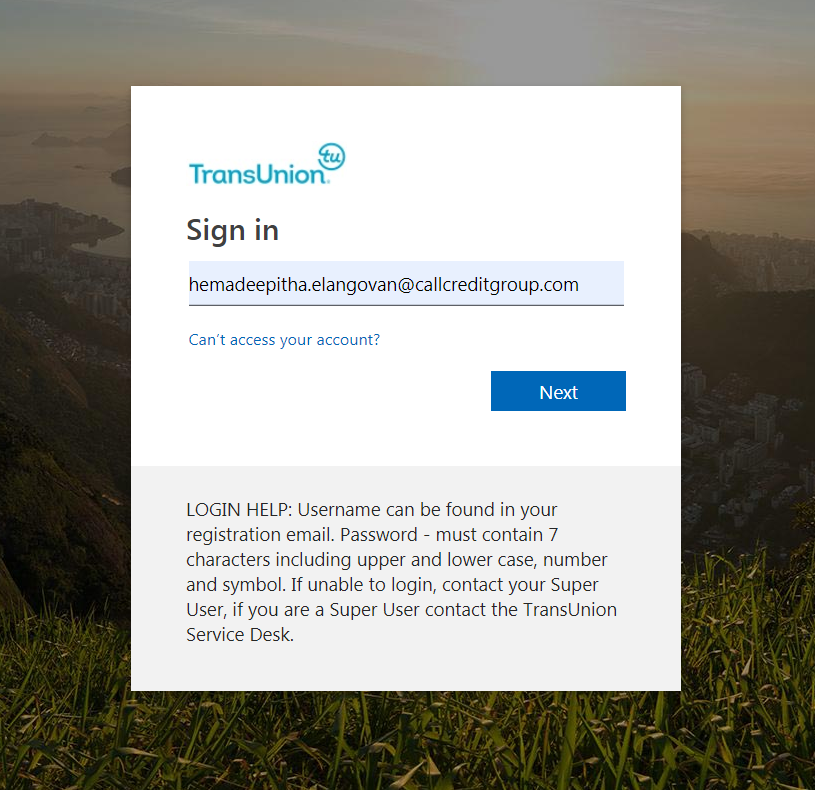 TransUnion
tu
Sign in
hemadeepitha.elangovan@callcreditgroup.com
Can't access your account?
Next
LOGIN HELP: Username can be found in your
registration email. Password - must contain 7
characters including upper and lower case, number
and symbol. If unable to login, contact your Super
User, if you are a Super User contact the TransUnion
Service Desk.